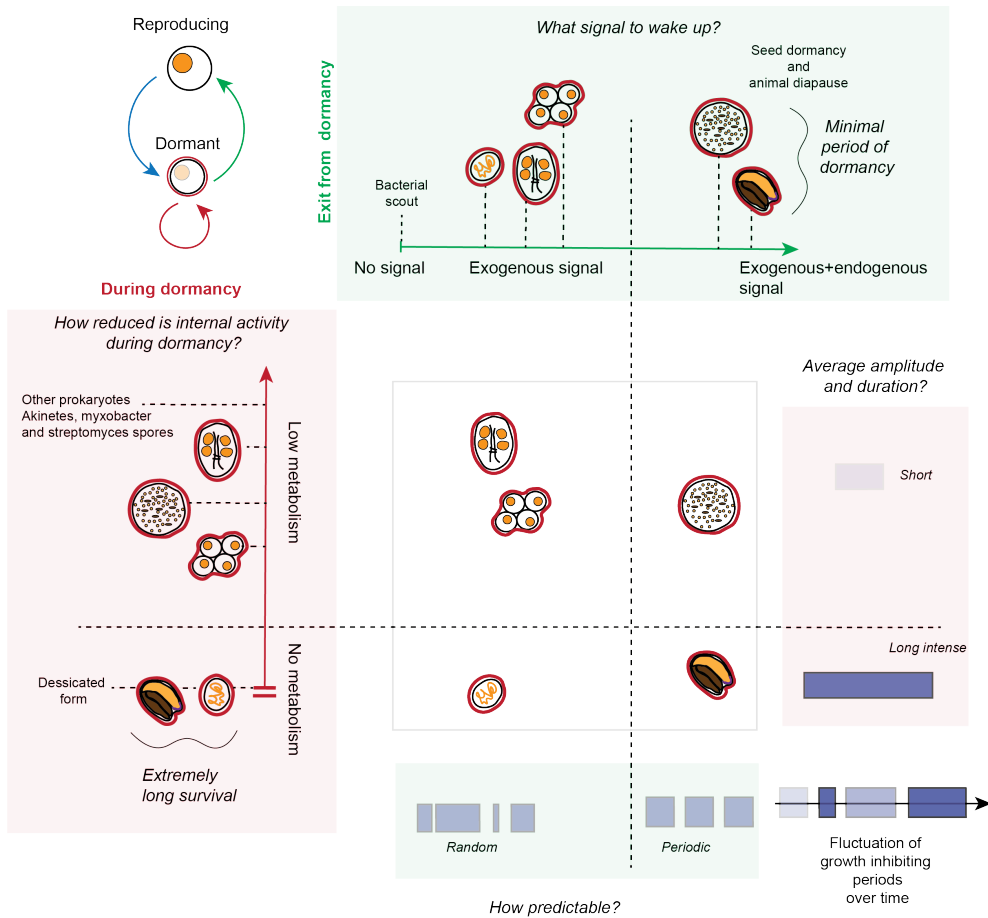 Reproducing
Dormant
During dormancy
Exit from dormancy
What signal to wake up?
Seed dormancy
and
animal diapause
Minimal
period of
dormancy
Bacterial
scout
No signal
Exogenous signal
Exogenous+endogenous
signal
How reduced is internal activity
during dormancy?
Other prokaryotes
Akinetes, myxobacter
and streptomyces spores
Low metabolism
No metabolism
Dessicated
form
Extremely
long survival
Average amplitude
and duration?
Short
Long intense
Random
Periodic
How predictable?
Fluctuation of
growth inhibiting
periods
over time